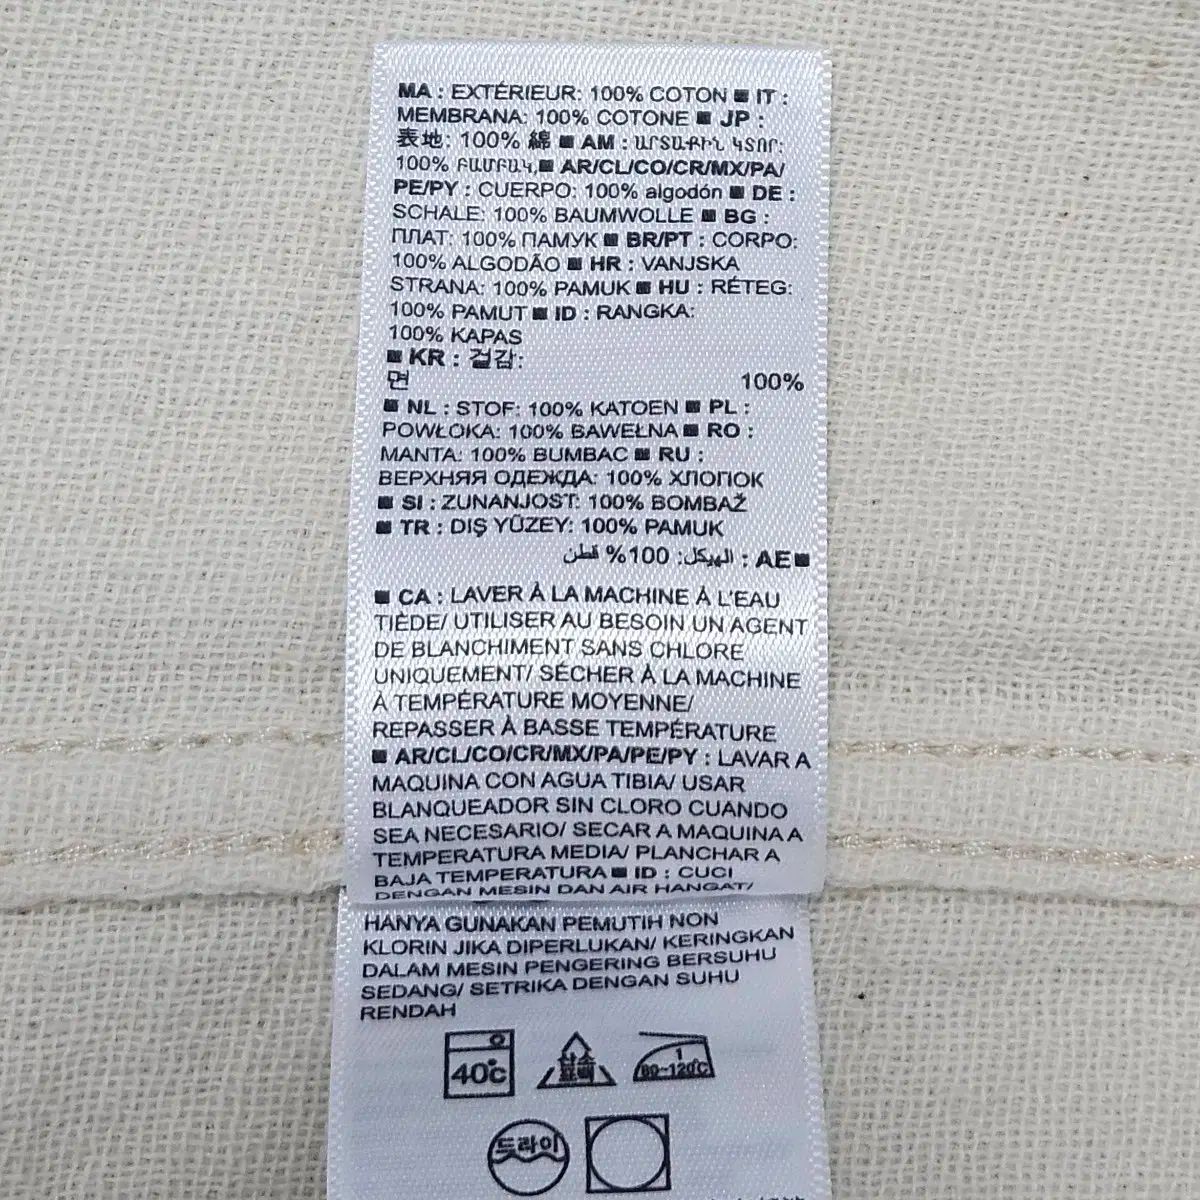 MA : EXTÉRIEUR: 100% COTON ■ IT :
MEMBRANA: 100% COTONE ■ JP :
表地: 100% 綿 ■ AM : ԱՐՏԱՔԻՆ ԿՏՈՐ:
100% ԲԱՄԲԱԿ,■ AR/CL/CO/CR/MX/PA/
PE/PY : CUERPO: 100% algodón ■ DE :
SCHALE: 100% BAUMWOLLE ■ BG :
ПЛАТ: 100% ПАМУК ■ BR/PT : CORPO:
100% ALGODÃO ■ HR : VANJSKA
STRANA: 100% PAMUK ■ HU : RÉTEG:
100% PAMUT ■ ID : RANGKA:
100% KAPAS
■ KR : 겉감:
면 100%
■ NL : STOF: 100% KATOEN ■ PL :
POWŁOKA: 100% BAWEŁNA ■ RO :
MANTA: 100% BUMBAC ■ RU :
ВЕРХНЯЯ ОДЕЖДА: 100% ХЛОПОК
■ SI : ZUNANJOST: 100% BOMBAŽ
■ TR : DIŞ YÜZEY: 100% PAMUK
■AE : الهيكل: 100% قطن
■ CA : LAVER À LA MACHINE À L'EAU
TIÈDE/ UTILISER AU BESOIN UN AGENT
DE BLANCHIMENT SANS CHLORE
UNIQUEMENT/ SÉCHER À LA MACHINE
À TEMPÉRATURE MOYENNE/
REPASSER À BASSE TEMPÉRATURE
■ AR/CL/CO/CR/MX/PA/PE/PY : LAVAR A
MAQUINA CON AGUA TIBIA/ USAR
BLANQUEADOR SIN CLORO CUANDO
SEA NECESARIO/ SECAR A MAQUINA A
TEMPERATURA MEDIA/ PLANCHAR A
BAJA TEMPERATURA ■ ID : CUCI
DENGAN MESIN DAN AIR HANGAT/
HANYA GUNAKAN PEMUTIH NON
KLORIN JIKA DIPERLUKAN/ KERINGKAN
DALAM MESIN PENGERING BERSUHU
SEDANG/ SETRIKA DENGAN SUHU
RENDAH
40℃ 산소 표백 1 80~120℃
드라이